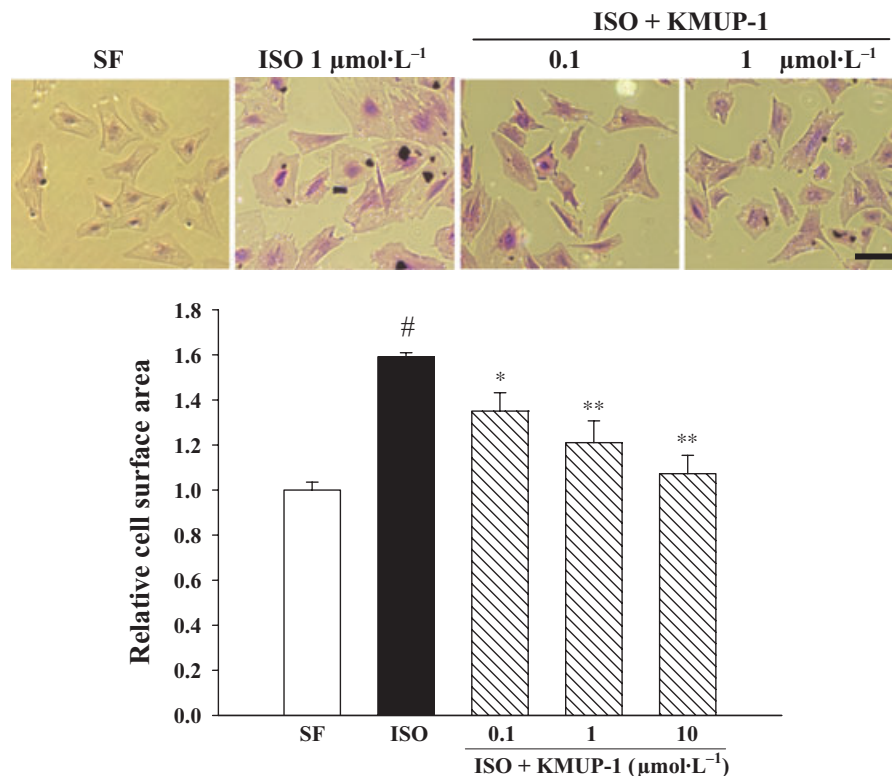 ISO + KMUP-1
SF ISO 1 μmol·L⁻¹ 0.1 1 μmol·L⁻¹
1.8
#
1.6
*
1.4
**
1.2
**
1.0
0.8
0.6
0.4
0.2
0.0
Relative cell surface area
SF ISO 0.1 1 10
ISO + KMUP-1 (μmol·L⁻¹)